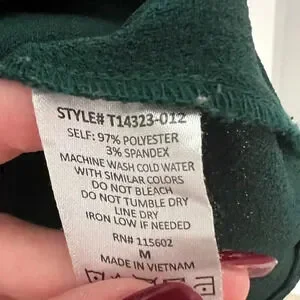 STYLE# T14323-012
SELF: 97% POLYESTER
3% SPANDEX
MACHINE WASH COLD WATER
WITH SIMILAR COLORS
DO NOT BLEACH
DO NOT TUMBLE DRY
LINE DRY
IRON LOW IF NEEDED
RN# 115602
M
MADE IN VIETNAM